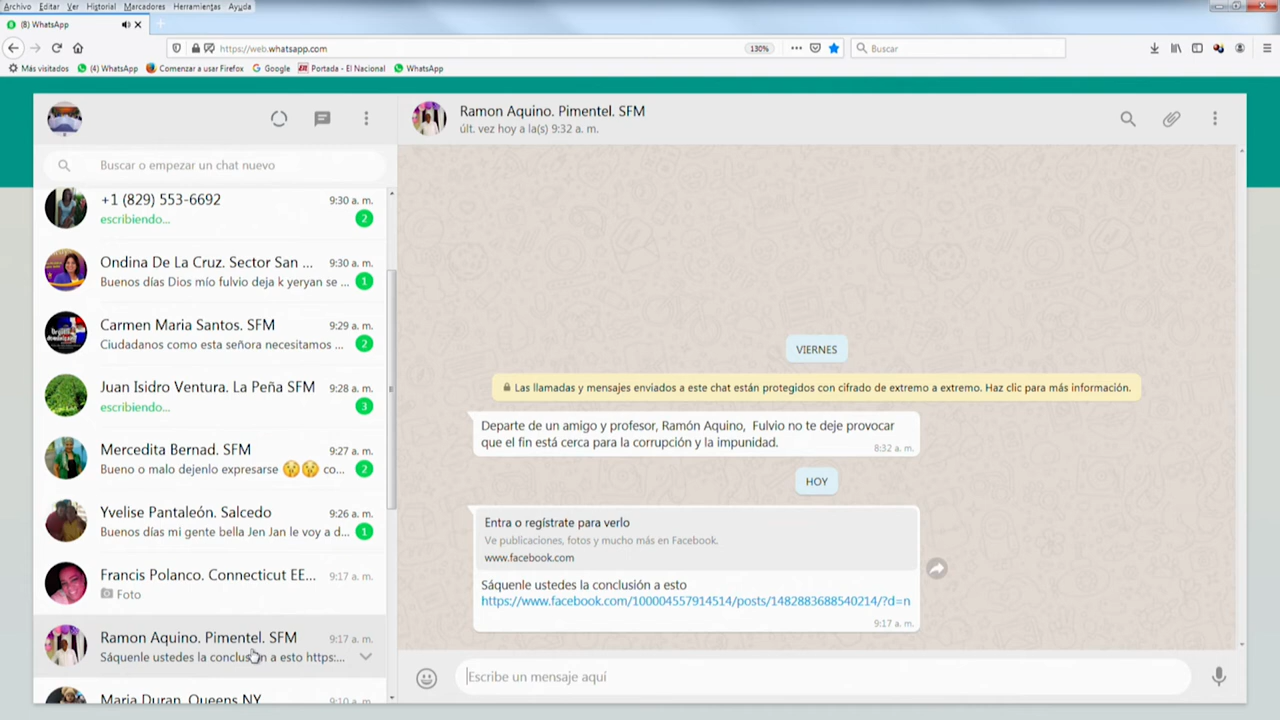 Archivo Editar Ver Historial Marcadores Herramientas Ayuda
(8) WhatsApp
https://web.whatsapp.com
130%
Buscar
Más visitados
(4) WhatsApp
Comenzar a usar Firefox
Google
Portada - El Nacional
WhatsApp
Buscar o empezar un chat nuevo
+1 (829) 553-6692 9:30 a. m.
escribiendo... 2
Ondina De La Cruz. Sector San ... 9:30 a. m.
Buenos días Dios mío fulvio deja k yeryan se ... 1
Carmen Maria Santos. SFM 9:29 a. m.
Ciudadanos como esta señora necesitamos ... 2
Juan Isidro Ventura. La Peña SFM 9:28 a. m.
escribiendo... 3
Mercedita Bernad. SFM 9:27 a. m.
Bueno o malo dejenlo expresarse 🤫🤫 co... 2
Yvelise Pantaleón. Salcedo 9:26 a. m.
Buenos días mi gente bella Jen Jan le voy a d... 1
Francis Polanco. Connecticut EE... 9:17 a. m.
Foto
Ramon Aquino. Pimentel. SFM 9:17 a. m.
Sáquenle ustedes la conclusión a esto https:...
Maria Duran. Queens NY 9:10 a. m.
Ramon Aquino. Pimentel. SFM
últ. vez hoy a la(s) 9:32 a. m.
VIERNES
Las llamadas y mensajes enviados a este chat están protegidos con cifrado de extremo a extremo. Haz clic para más información.
Departe de un amigo y profesor, Ramón Aquino, Fulvio no te deje provocar
que el fin está cerca para la corrupción y la impunidad.
8:32 a. m.
HOY
Entra o regístrate para verlo
Ve publicaciones, fotos y mucho más en Facebook.
www.facebook.com
Sáquenle ustedes la conclusión a esto
https://www.facebook.com/100004557914514/posts/1482883688540214/?d=n
9:17 a. m.
Escribe un mensaje aquí